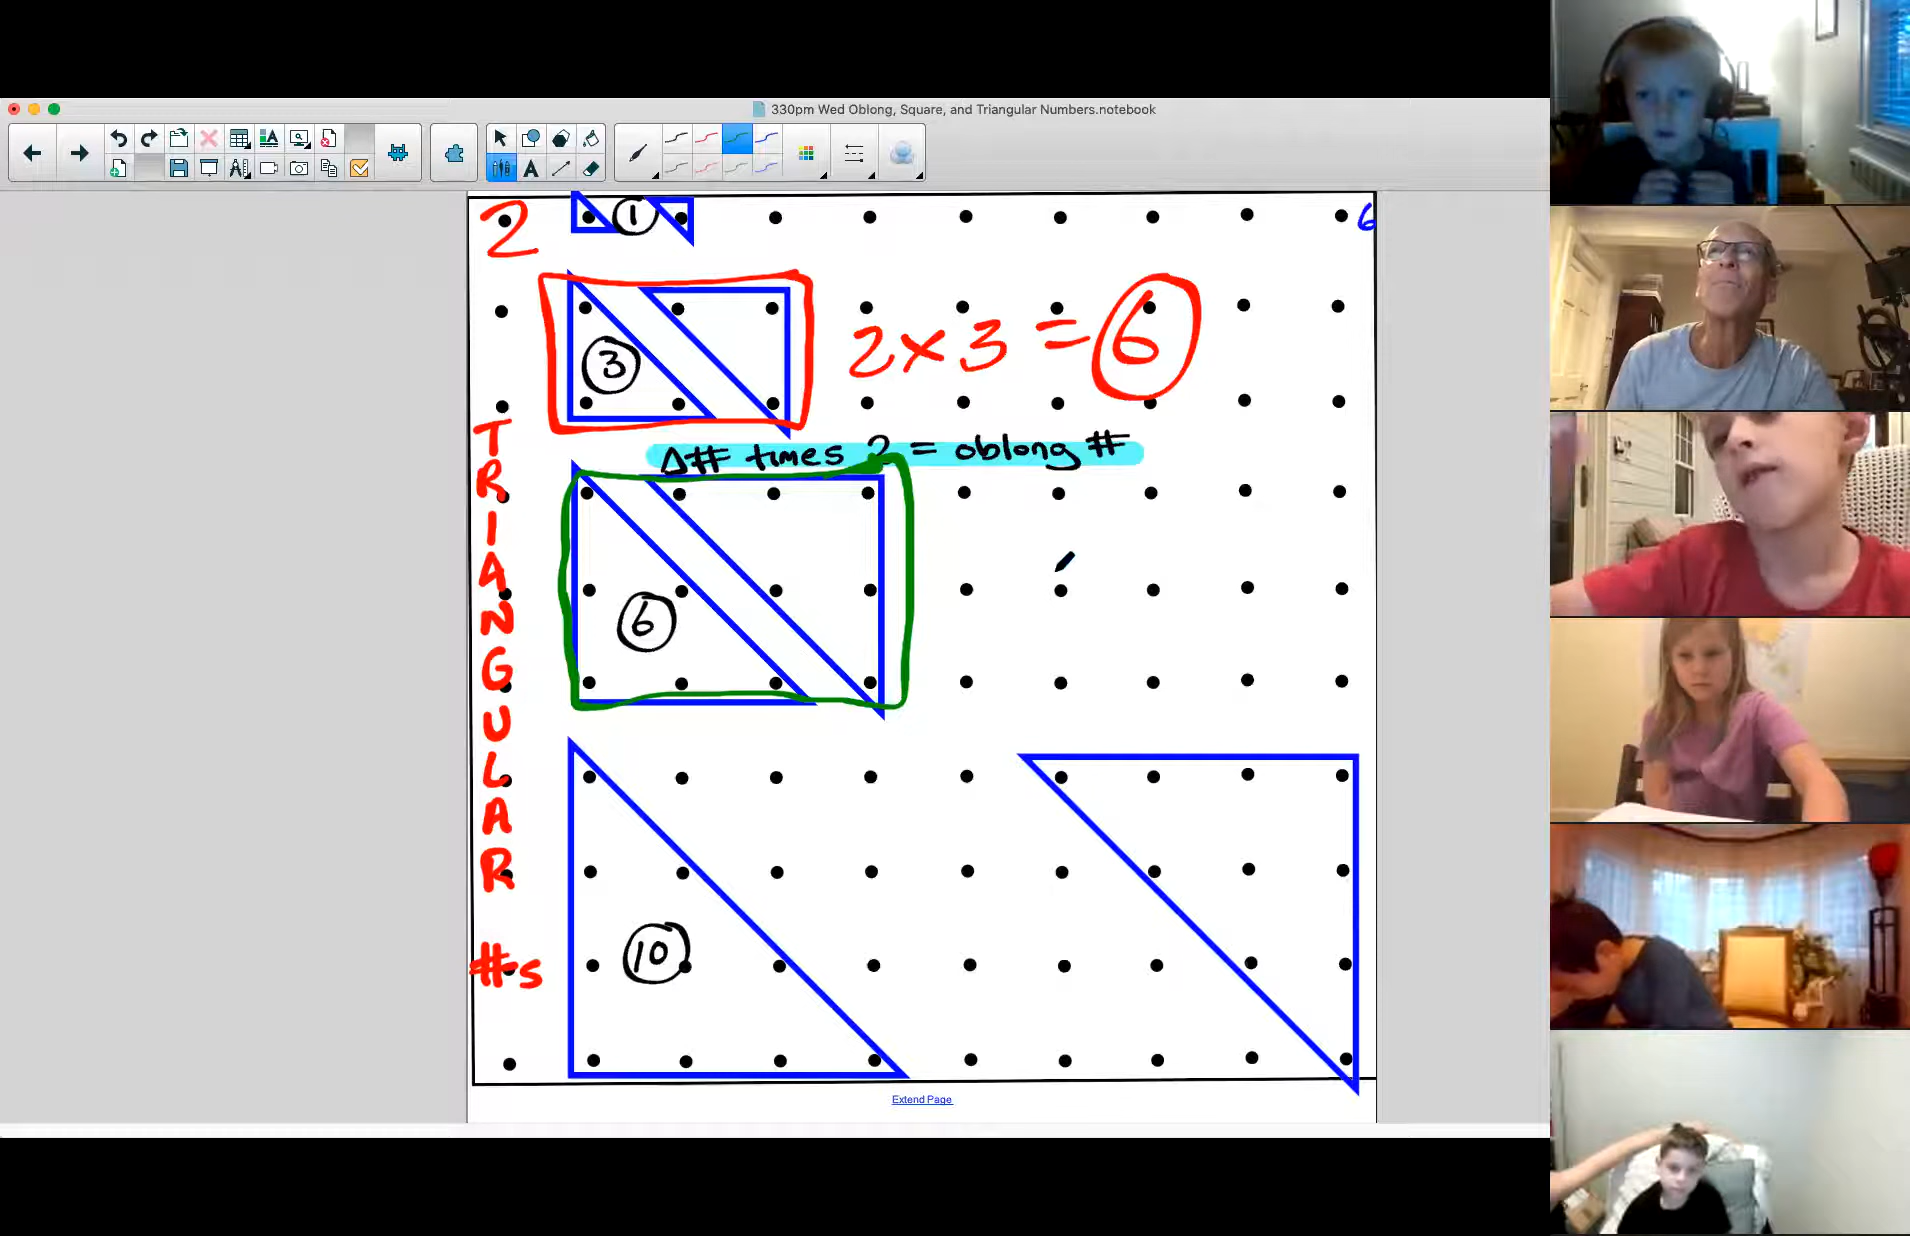 330pm Wed Oblong, Square, and Triangular Numbers.notebook
2
1
6
3
2 × 3 = 6
Δ# times 2 = oblong #
TRIANGULAR #s
6
10
Extend Page